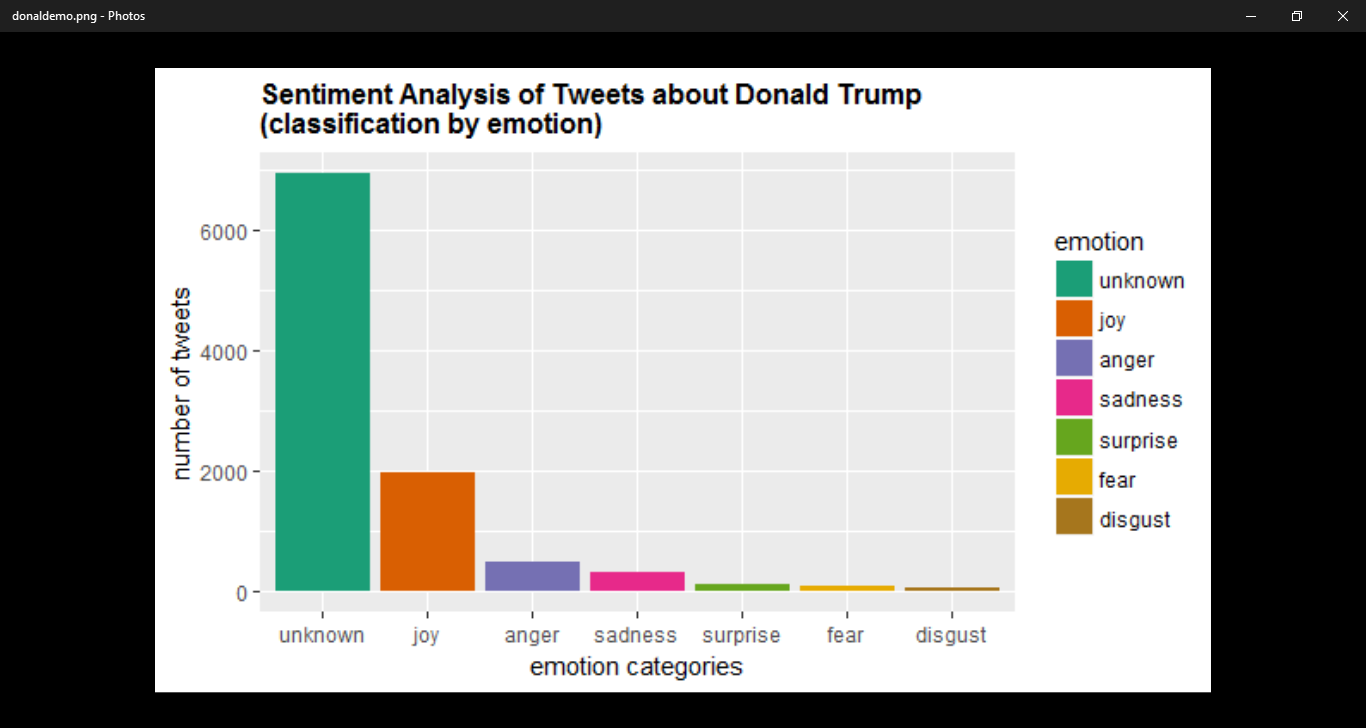 donaldemo.png - Photos
Sentiment Analysis of Tweets about Donald Trump
(classification by emotion)
number of tweets
6000
4000
2000
0
unknown joy anger sadness surprise fear disgust
emotion categories
emotion
unknown
joy
anger
sadness
surprise
fear
disgust